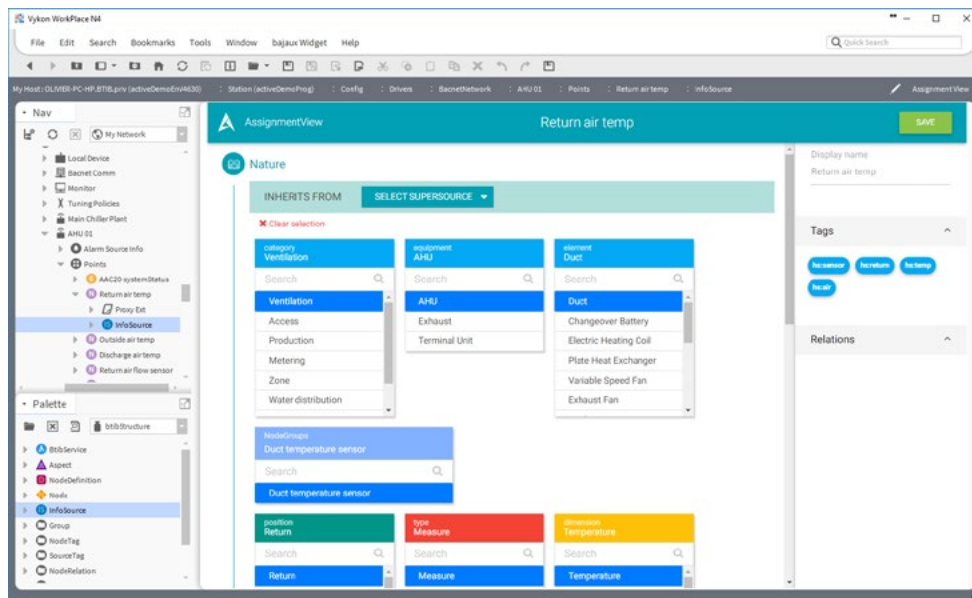 Vykon WorkPlace N4
File Edit Search Bookmarks Tools Window bajaux Widget Help
Quick Search
My Host : OLIVIER-PC-HP.BTIB.priv (activeDemoEnV4630) : Station (activeDemoProg) : Config : Drivers : BacnetNetwork : AHU 01 : Points : Return air temp : InfoSource
Assignment View
Nav
My Network
Local Device
Bacnet Comm
Monitor
Tuning Policies
Main Chiller Plant
AHU 01
Alarm Source Info
Points
AAC20 systemStatus
Return air temp
Proxy Ext
InfoSource
Outside air temp
Discharge air temp
Return air flow sensor
Palette
btibStructure
BtibService
Aspect
NodeDefinition
Node
InfoSource
Group
NodeTag
SourceTag
NodeRelation
AssignmentView
Return air temp
SAVE
Nature
INHERITS FROM
SELECT SUPERSOURCE
Clear selection
category
Ventilation
Search
Ventilation
Access
Production
Metering
Zone
Water distribution
equipment
AHU
Search
AHU
Exhaust
Terminal Unit
element
Duct
Search
Duct
Changeover Battery
Electric Heating Coil
Plate Heat Exchanger
Variable Speed Fan
Exhaust Fan
NodeGroups
Duct temperature sensor
Search
Duct temperature sensor
position
Return
Search
Return
type
Measure
Search
Measure
dimension
Temperature
Search
Temperature
Display name
Return air temp
Tags
hs:sensor hs:return hs:temp
hs:air
Relations